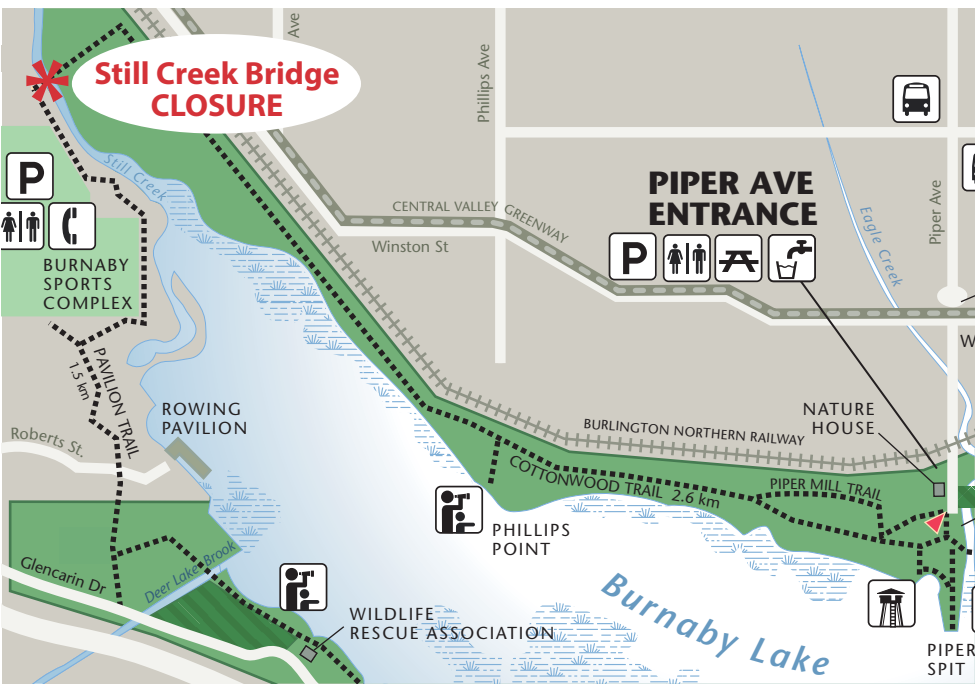 Ave
Still Creek Bridge
CLOSURE
Phillips Ave
Still Creek
P
PIPER AVE
ENTRANCE
P
CENTRAL VALLEY GREENWAY
Winston St
Eagle Creek
Piper Ave
BURNABY
SPORTS
COMPLEX
W
PAVILON TRAIL
1.5 km
ROWING
PAVILION
Roberts St.
NATURE
HOUSE
BURLINGTON NORTHERN RAILWAY
COTTONWOOD TRAIL 2.6 km
PIPER MILL TRAIL
PHILLIPS
POINT
Glencarin Dr
Deer Lake Brook
WILDLIFE
RESCUE ASSOCIATION
Burnaby Lake
PIPER
SPIT